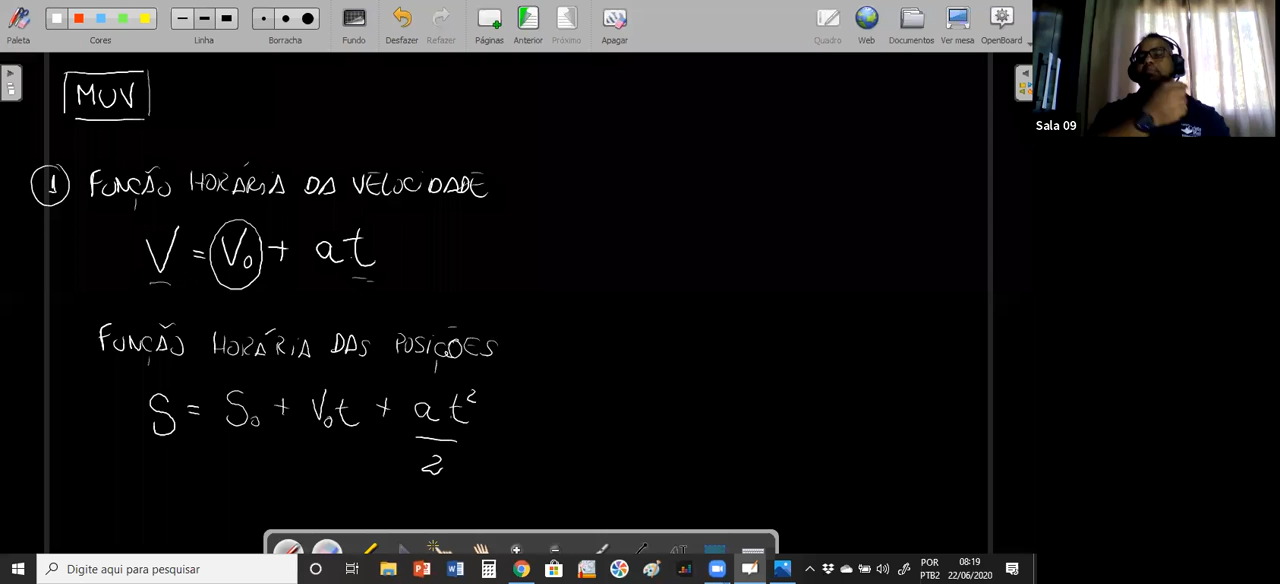 Paleta Cores Linha Borracha Fundo Desfazer Refazer Páginas Anterior Próximo Apagar Quadro Web Documentos Ver mesa OpenBoard
Sala 09
MUV
1 FUNÇÃO HORÁRIA DA VELOCIDADE
V = V₀ + at
FUNÇÃO HORÁRIA DAS POSIÇÕES
S = S₀ + V₀t + at²/2
Digite aqui para pesquisar
POR 08:19
PTB2 22/06/2020